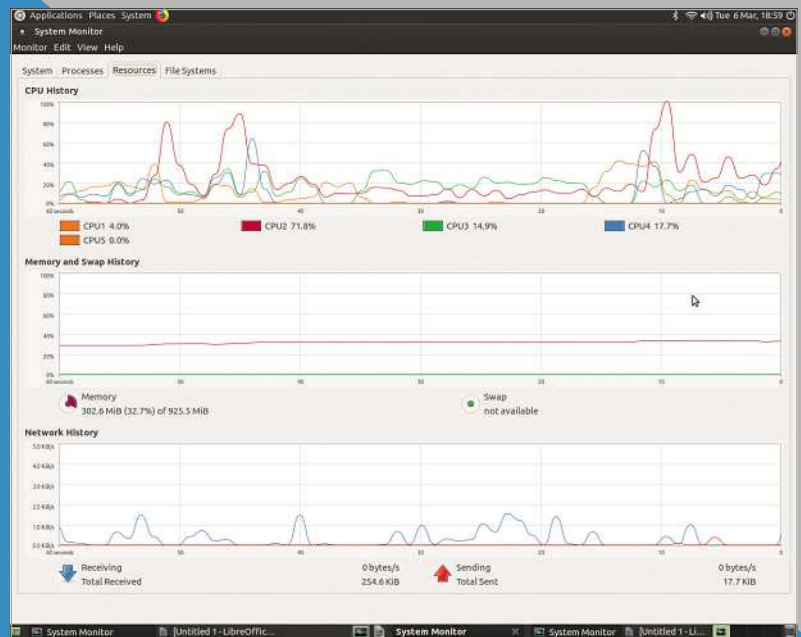 Applications Places System
Tue 6 Mar, 18:59
System Monitor
Monitor Edit View Help
System Processes Resources File Systems
CPU History
100%
80%
60%
40%
20%
0%
60 seconds 50 40 30 20 10 0
CPU1 4.0% CPU2 71,8% CPU3 14,9% CPU4 17.7%
CPU5 0.0%
Memory and Swap History
100%
80%
60%
40%
20%
0%
60 seconds 50 40 30 20 10 0
Memory Swap
302.6 MiB (32.7%) of 925.5 MiB not available
Network History
5.0 KiB/s
4.0 KiB/s
3.0 KiB/s
2.0 KiB/s
1.0 KiB/s
0.0 KiB/s
60 seconds 50 40 30 20 10 0
Receiving 0 bytes/s Sending 0 bytes/s
Total Received 254.6 KiB Total Sent 17.7 KiB
System Monitor [Untitled 1 - LibreOffic... System Monitor System Monitor [Untitled 1 - Li...